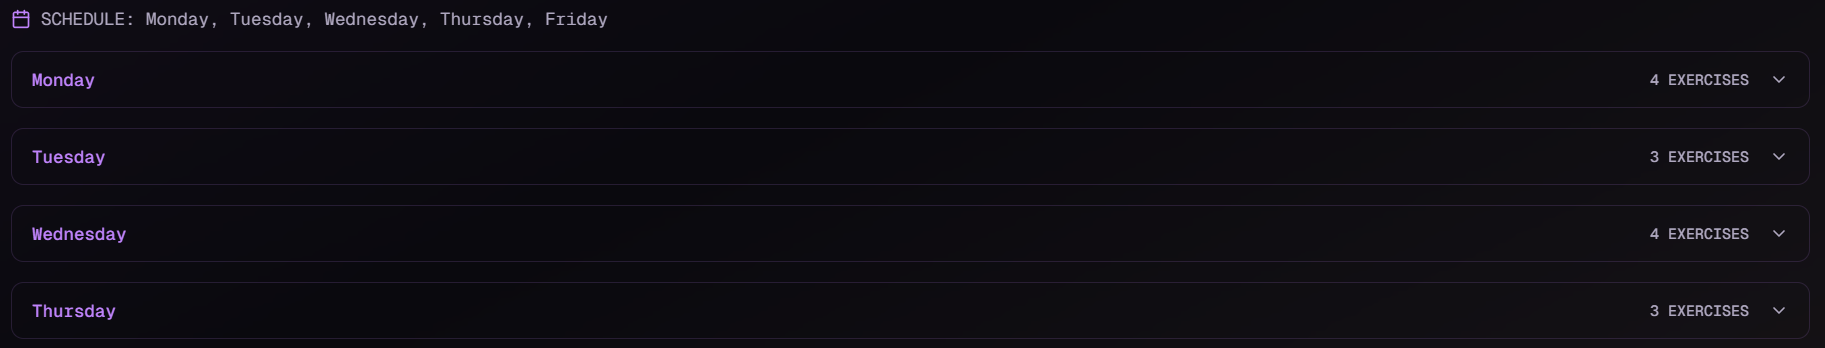 SCHEDULE: Monday, Tuesday, Wednesday, Thursday, Friday
Monday 4 EXERCISES
Tuesday 3 EXERCISES
Wednesday 4 EXERCISES
Thursday 3 EXERCISES